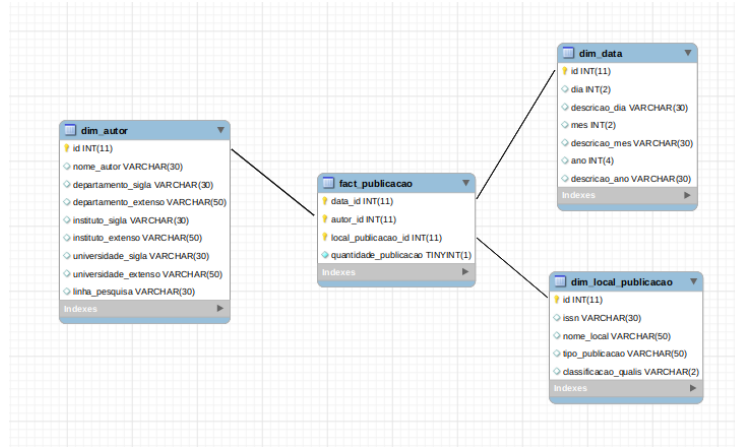 dim_autor
id INT(11)
nome_autor VARCHAR(30)
departamento_sigla VARCHAR(30)
departamento_extenso VARCHAR(50)
instituto_sigla VARCHAR(30)
instituto_extenso VARCHAR(50)
universidade_sigla VARCHAR(30)
universidade_extenso VARCHAR(50)
linha_pesquisa VARCHAR(30)
Indexes
fact_publicacao
data_id INT(11)
autor_id INT(11)
local_publicacao_id INT(11)
quantidade_publicacao TINYINT(1)
Indexes
dim_data
id INT(11)
dia INT(2)
descricao_dia VARCHAR(30)
mes INT(2)
descricao_mes VARCHAR(30)
ano INT(4)
descricao_ano VARCHAR(30)
Indexes
dim_local_publicacao
id INT(11)
issn VARCHAR(30)
nome_local VARCHAR(50)
tipo_publicacao VARCHAR(50)
classificacao_qualis VARCHAR(2)
Indexes